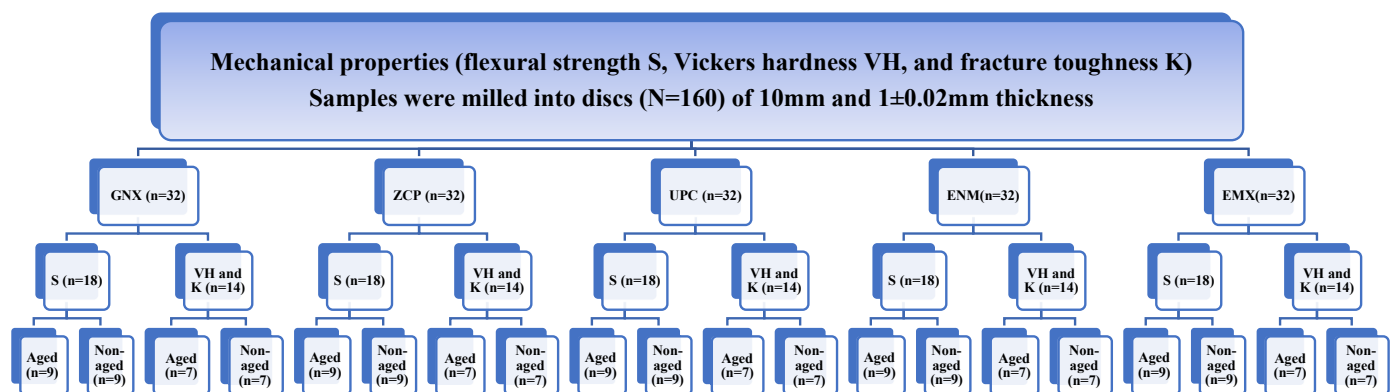 Mechanical properties (flexural strength S, Vickers hardness VH, and fracture toughness K)
Samples were milled into discs (N=160) of 10mm and 1±0.02mm thickness
GNX (n=32)
ZCP (n=32)
UPC (n=32)
ENM(n=32)
EMX(n=32)
S (n=18)
VH and
K (n=14)
S (n=18)
VH and
K (n=14)
S (n=18)
VH and
K (n=14)
S (n=18)
VH and
K (n=14)
S (n=18)
VH and
K (n=14)
Aged
(n=9)
Non-
aged
(n=9)
Aged
(n=7)
Non-
aged
(n=7)
Aged
(n=9)
Non-
aged
(n=9)
Aged
(n=7)
Non-
aged
(n=7)
Aged
(n=9)
Non-
aged
(n=9)
Aged
(n=7)
Non-
aged
(n=7)
Aged
(n=9)
Non-
aged
(n=9)
Aged
(n=7)
Non-
aged
(n=7)
Aged
(n=9)
Non-
aged
(n=9)
Aged
(n=7)
Non-
aged
(n=7)